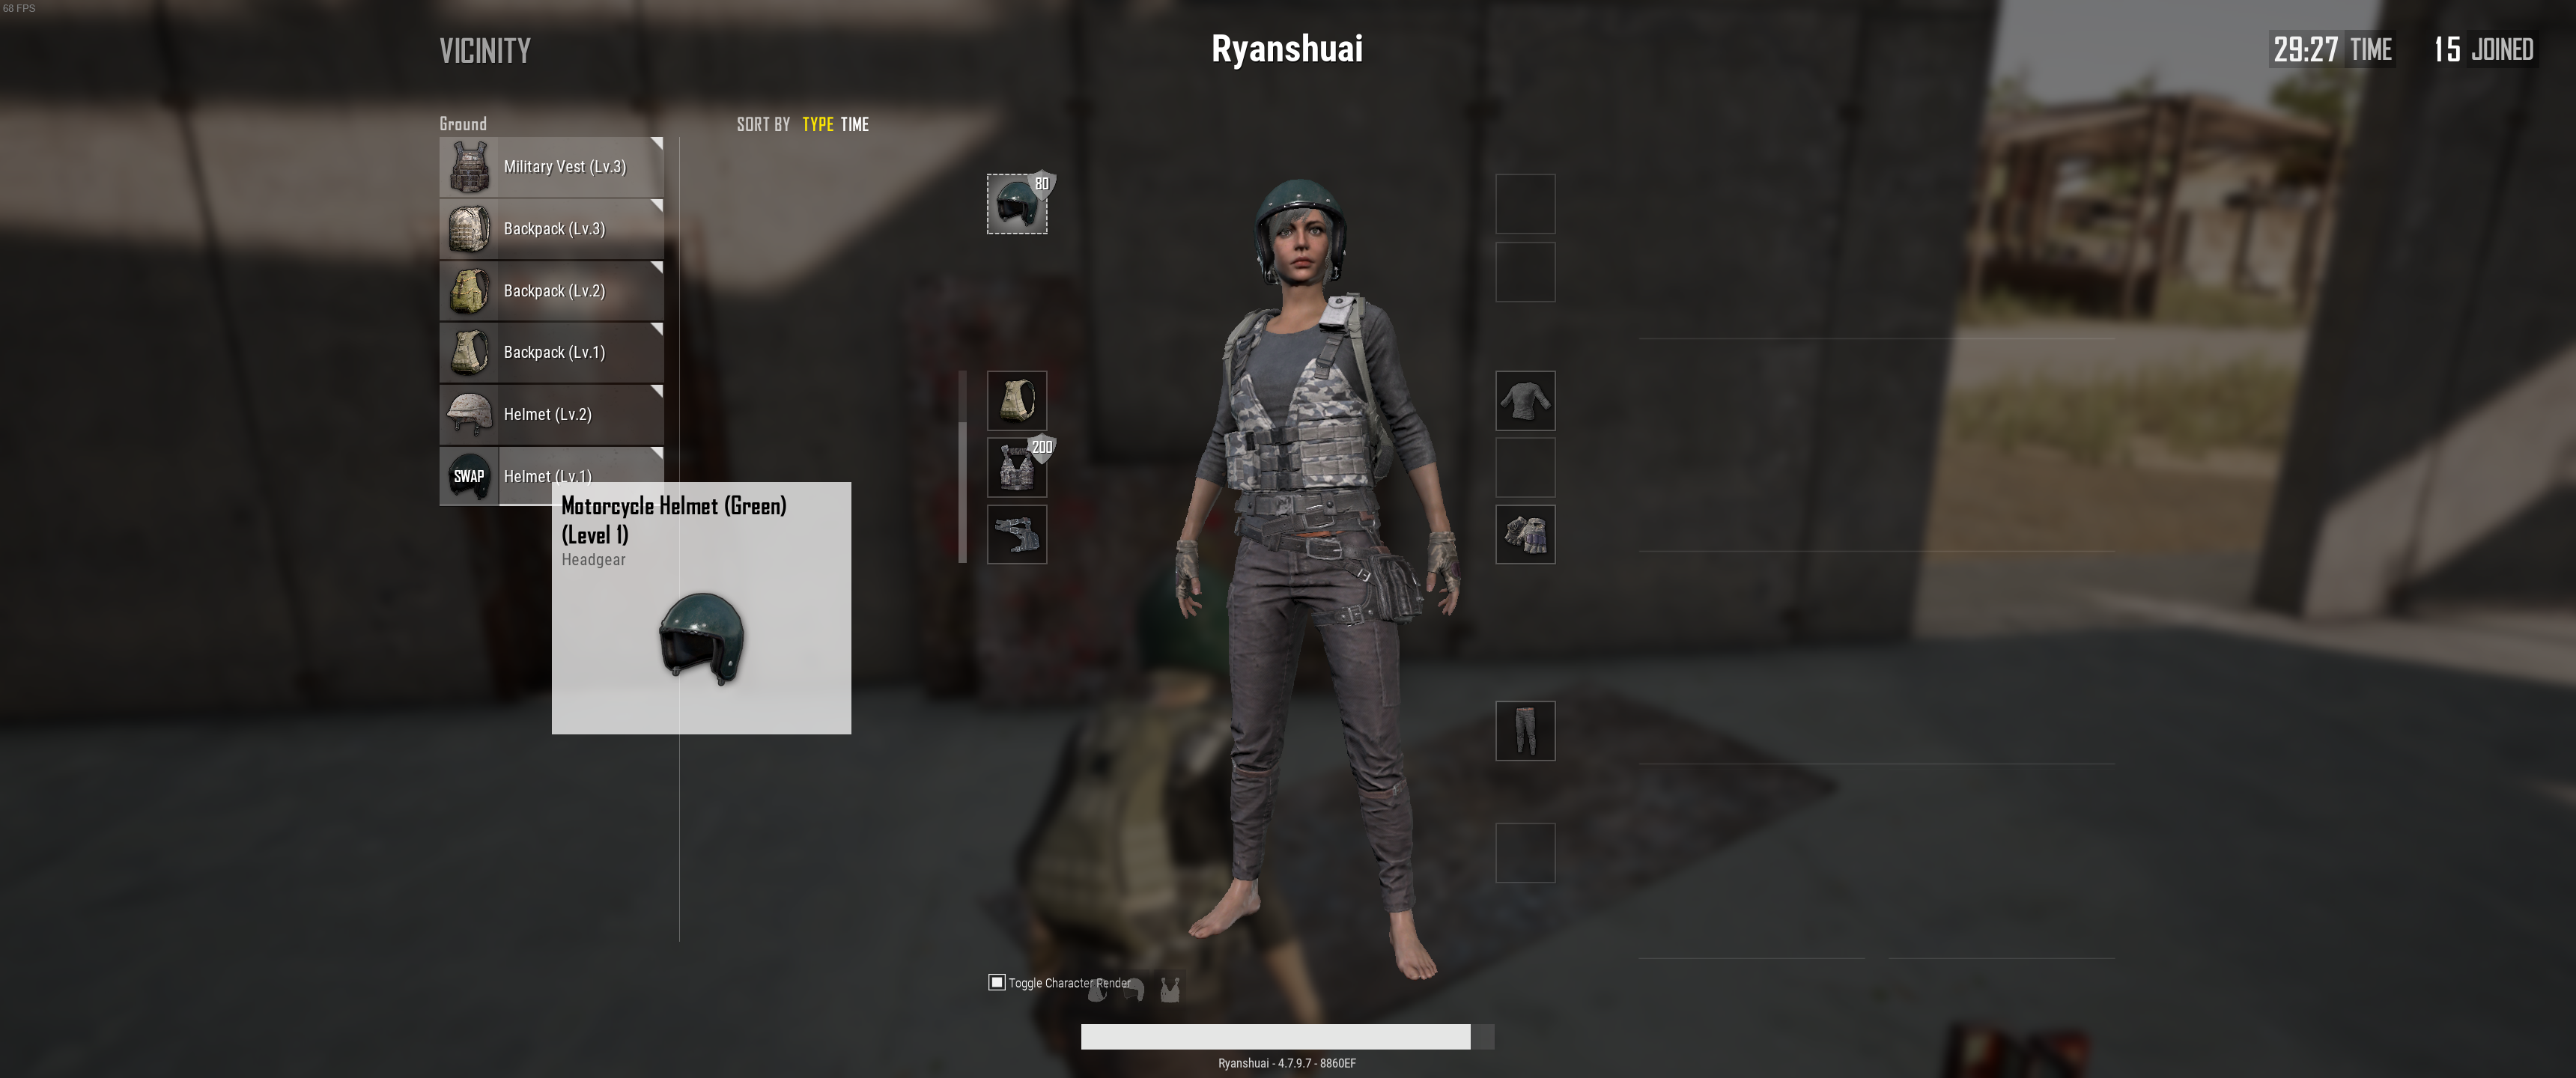 68 FPS
VICINITY
Ryanshuai
29:27 TIME 15 JOINED
Ground
SORT BY TYPE TIME
Military Vest (Lv.3)
80
Backpack (Lv.3)
Backpack (Lv.2)
Backpack (Lv.1)
Helmet (Lv.2)
200
SWAP Helmet (Lv.1)
Motorcycle Helmet (Green)
(Level 1)
Headgear
Toggle Character Render
Ryanshuai - 4.7.9.7 - 8860EF